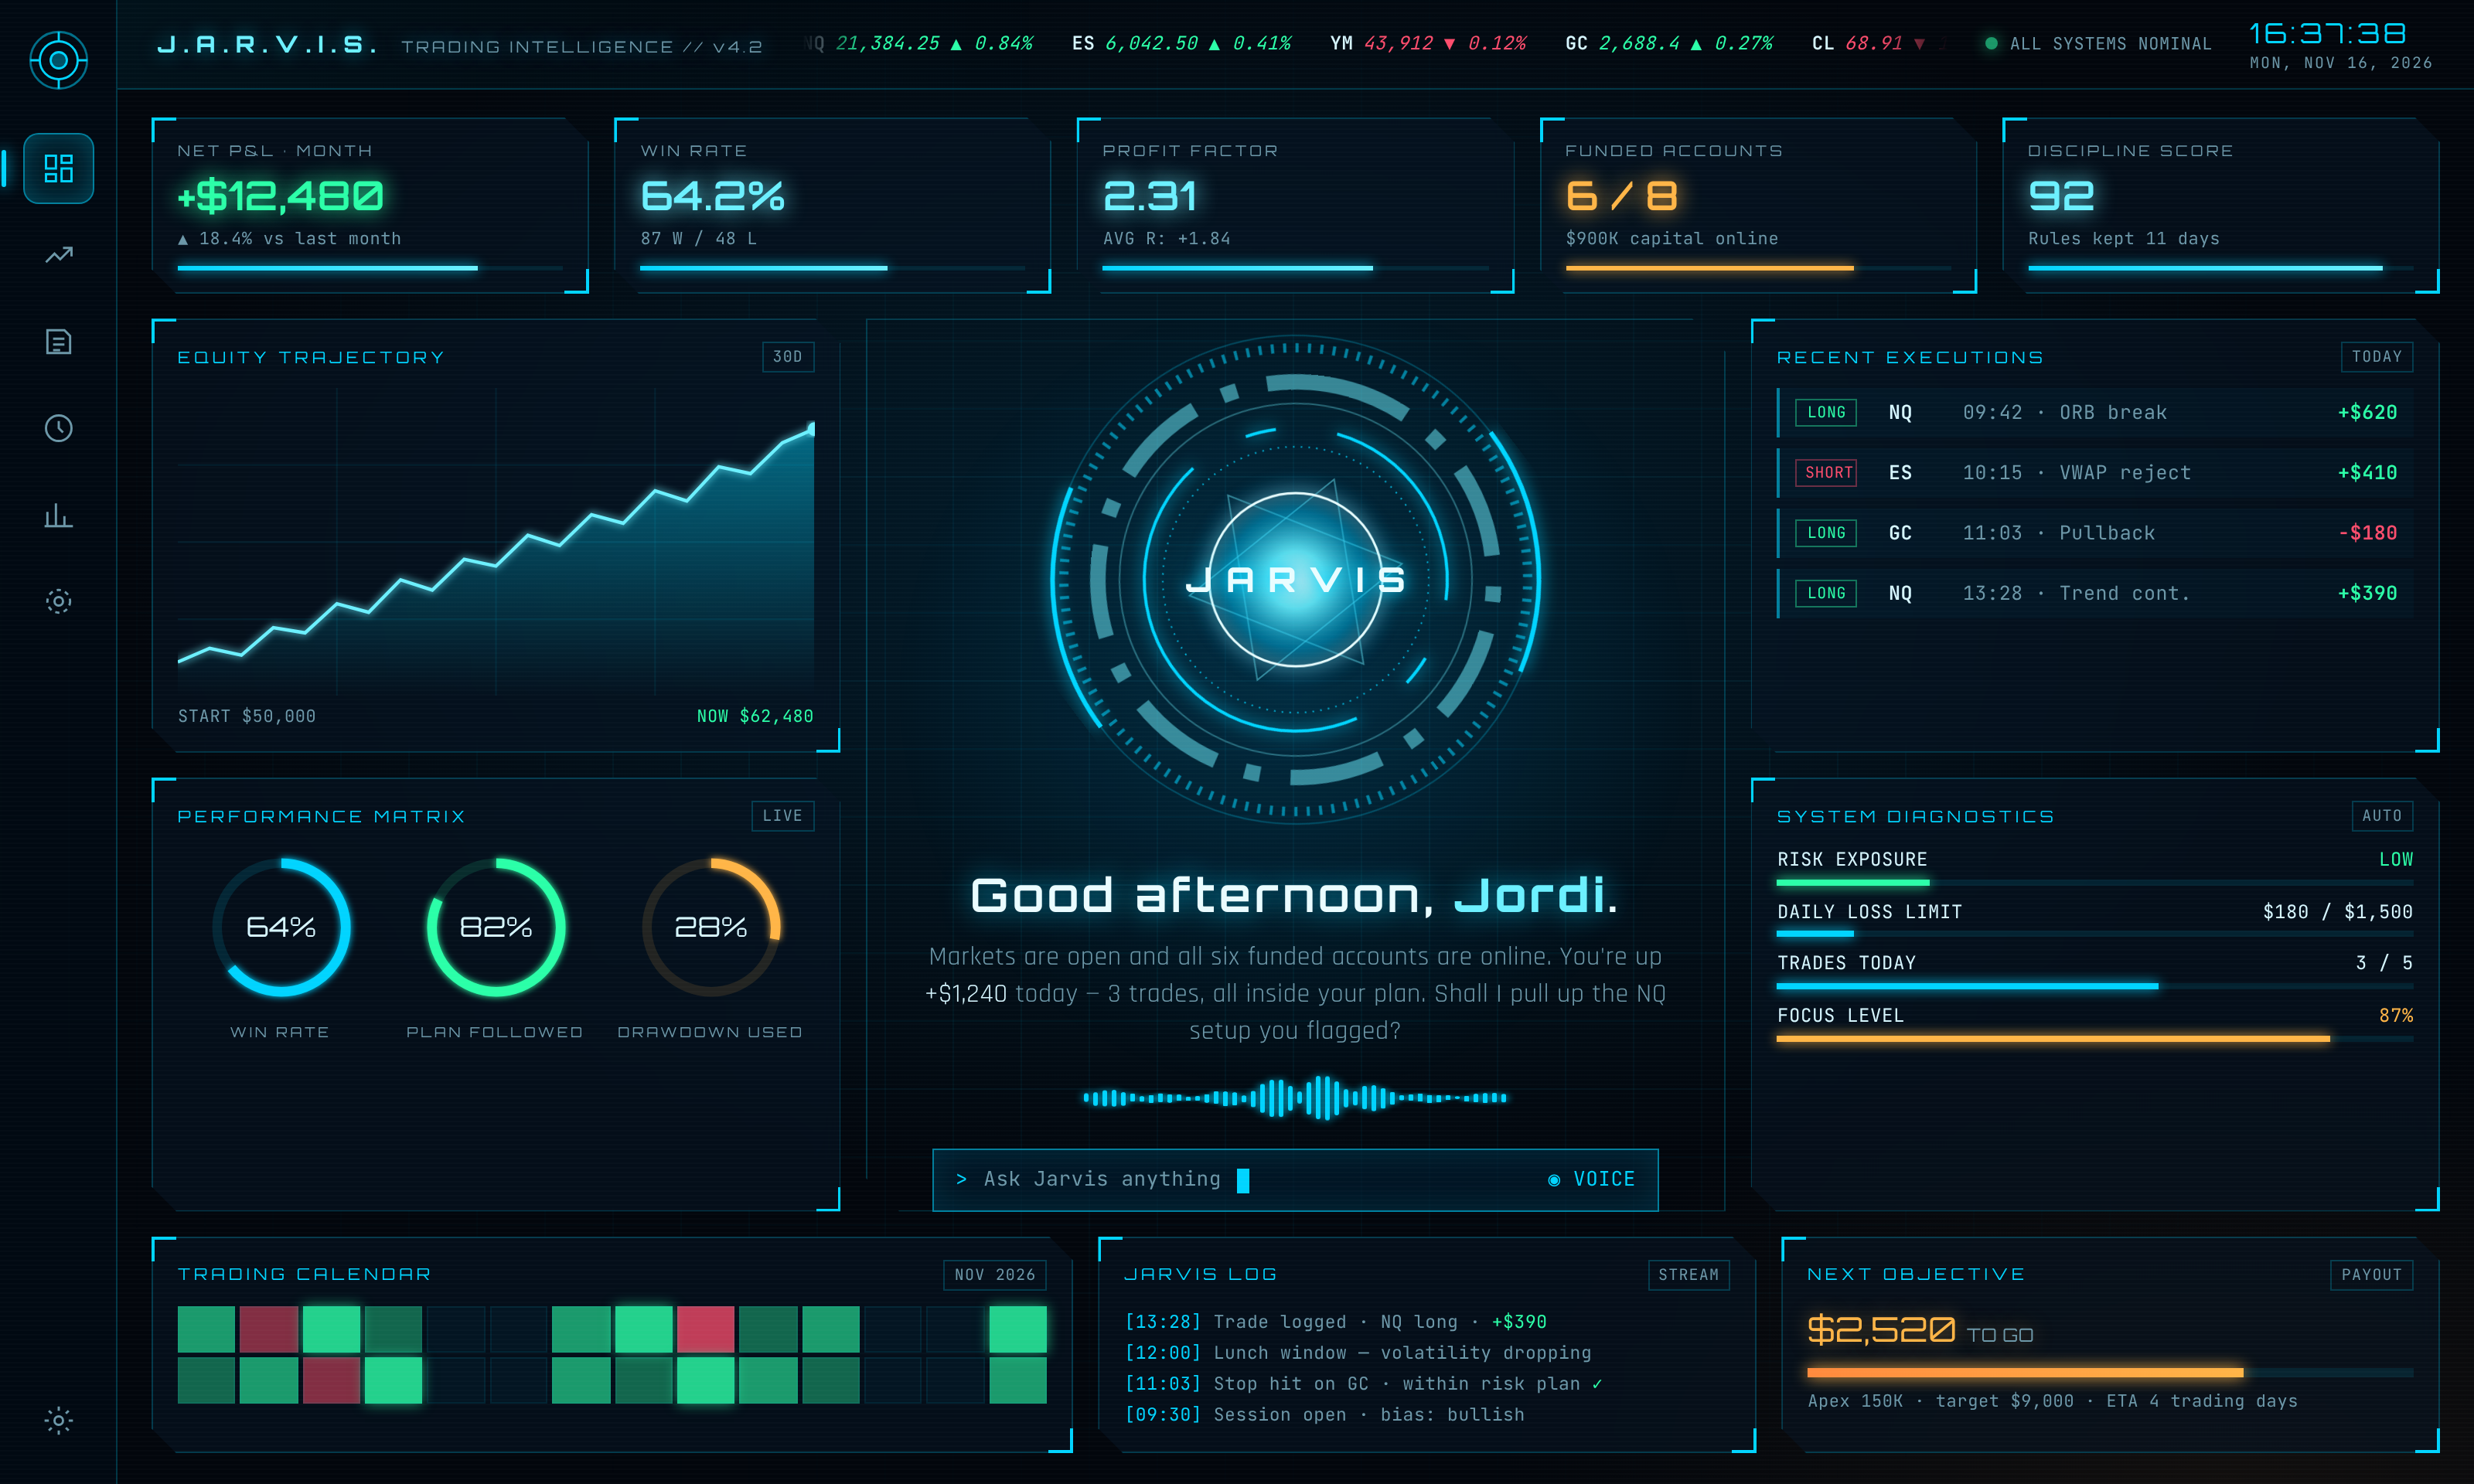 J.A.R.V.I.S. TRADING INTELLIGENCE // v4.2
NQ 21,384.25 ▲ 0.84% ES 6,042.50 ▲ 0.41% YM 43,912 ▼ 0.12% GC 2,688.4 ▲ 0.27% CL 68.91 ▼
ALL SYSTEMS NOMINAL
16:37:38
MON, NOV 16, 2026
NET P&L · MONTH
+$12,480
▲ 18.4% vs last month
WIN RATE
64.2%
87 W / 48 L
PROFIT FACTOR
2.31
AVG R: +1.84
FUNDED ACCOUNTS
6 / 8
$900K capital online
DISCIPLINE SCORE
92
Rules kept 11 days
EQUITY TRAJECTORY 30D
START $50,000 NOW $62,480
PERFORMANCE MATRIX LIVE
64% 82% 28%
WIN RATE PLAN FOLLOWED DRAWDOWN USED
JARVIS
Good afternoon, Jordi.
Markets are open and all six funded accounts are online. You're up
+$1,240 today — 3 trades, all inside your plan. Shall I pull up the NQ
setup you flagged?
> Ask Jarvis anything
◉ VOICE
RECENT EXECUTIONS TODAY
LONG NQ 09:42 · ORB break +$620
SHORT ES 10:15 · VWAP reject +$410
LONG GC 11:03 · Pullback -$180
LONG NQ 13:28 · Trend cont. +$390
SYSTEM DIAGNOSTICS AUTO
RISK EXPOSURE LOW
DAILY LOSS LIMIT $180 / $1,500
TRADES TODAY 3 / 5
FOCUS LEVEL 87%
TRADING CALENDAR NOV 2026
JARVIS LOG STREAM
[13:28] Trade logged · NQ long · +$390
[12:00] Lunch window — volatility dropping
[11:03] Stop hit on GC · within risk plan ✓
[09:30] Session open · bias: bullish
NEXT OBJECTIVE PAYOUT
$2,520 TO GO
Apex 150K · target $9,000 · ETA 4 trading days